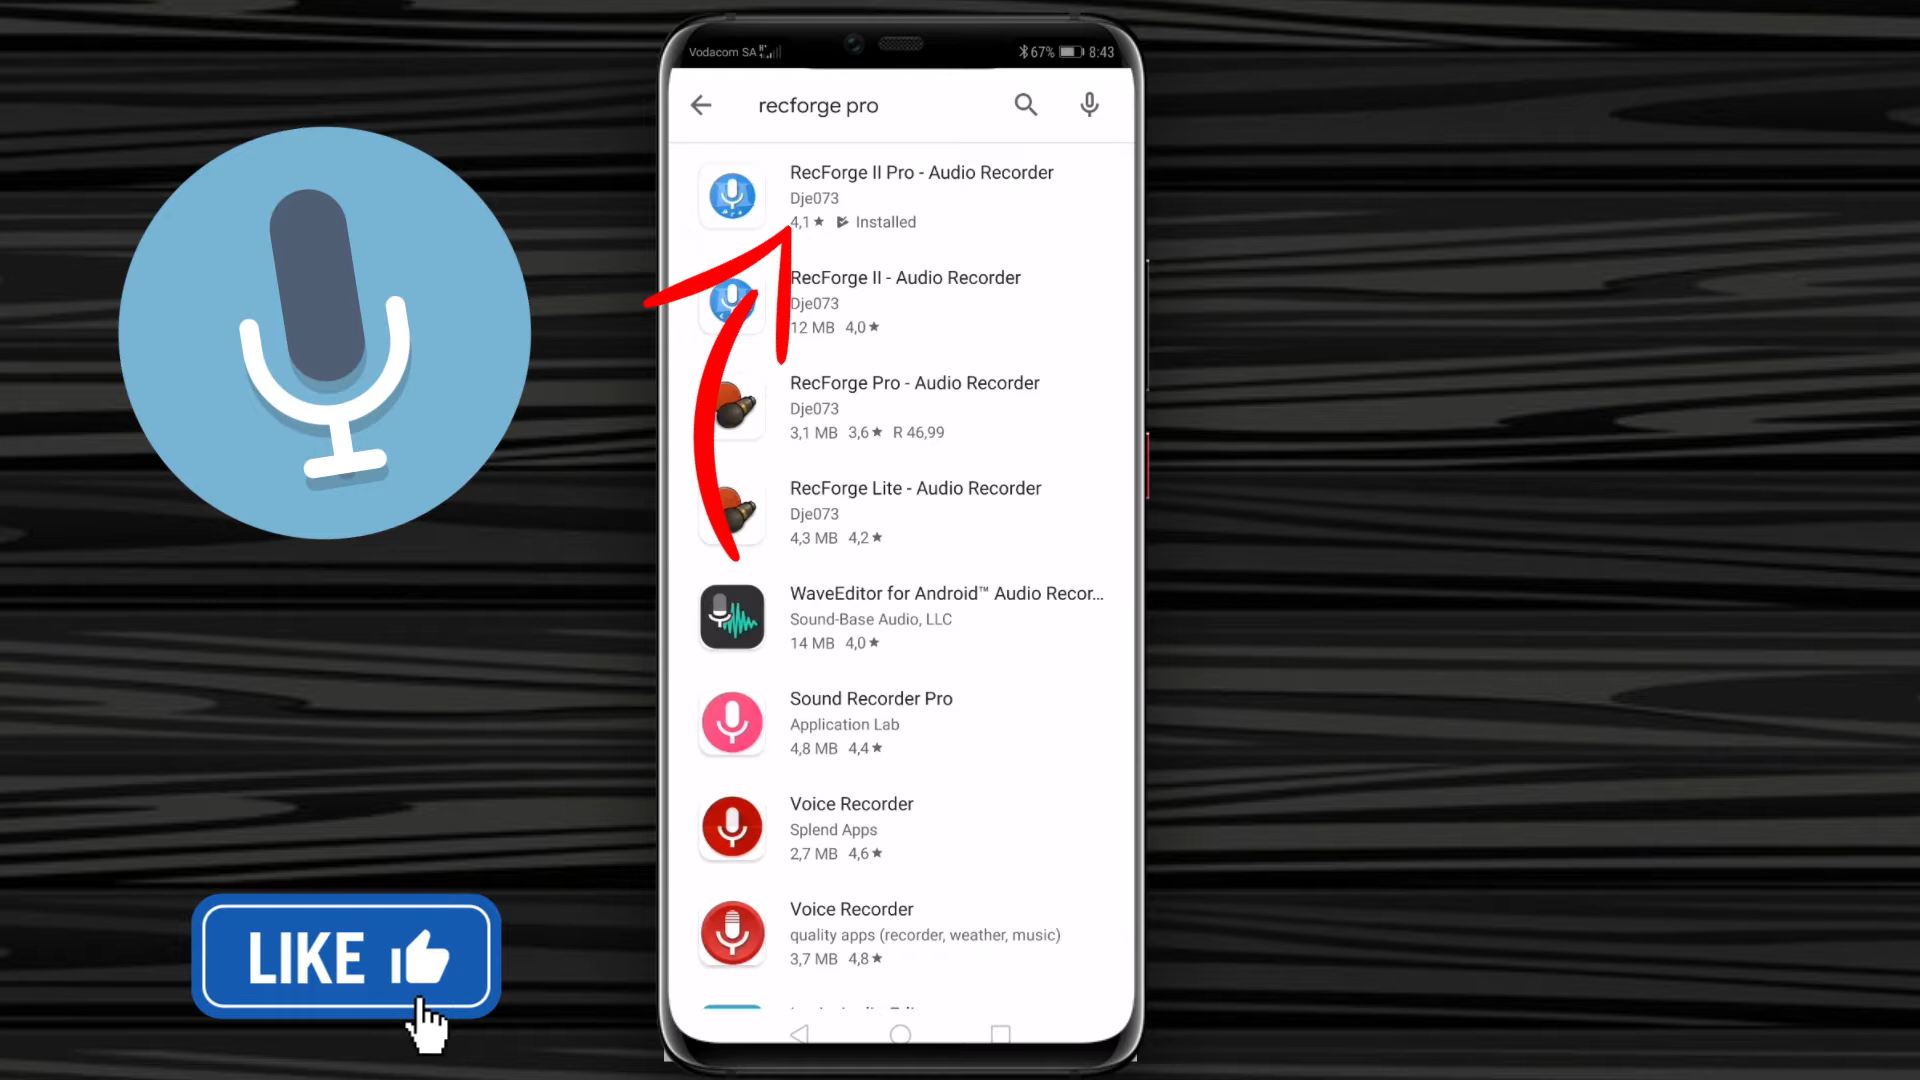 Vodacom SA
67% 8:43
recforge pro
RecForge II Pro - Audio Recorder
Dje073
4,1★ Installed
RecForge II - Audio Recorder
Dje073
12 MB 4,0★
RecForge Pro - Audio Recorder
Dje073
3,1 MB 3,6★ R 46,99
RecForge Lite - Audio Recorder
Dje073
4,3 MB 4,2★
WaveEditor for Android™ Audio Recor...
Sound-Base Audio, LLC
14 MB 4,0★
Sound Recorder Pro
Application Lab
4,8 MB 4,4★
Voice Recorder
Splend Apps
2,7 MB 4,6★
Voice Recorder
quality apps (recorder, weather, music)
3,7 MB 4,8★
LIKE